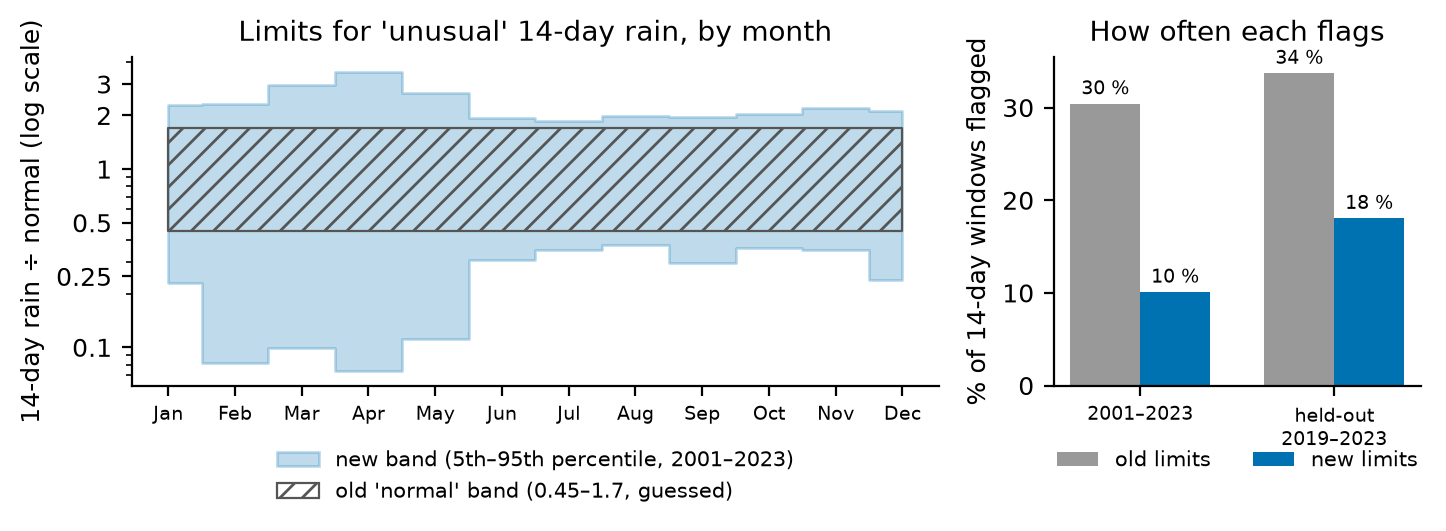 Limits for 'unusual' 14-day rain, by month
14-day rain ÷ normal (log scale)
3
2
1
0.5
0.25
0.1
Jan Feb Mar Apr May Jun Jul Aug Sep Oct Nov Dec
new band (5th–95th percentile, 2001–2023)
old 'normal' band (0.45–1.7, guessed)
How often each flags
% of 14-day windows flagged
30
20
10
0
30 %
10 %
34 %
18 %
2001–2023
held-out
2019–2023
old limits
new limits